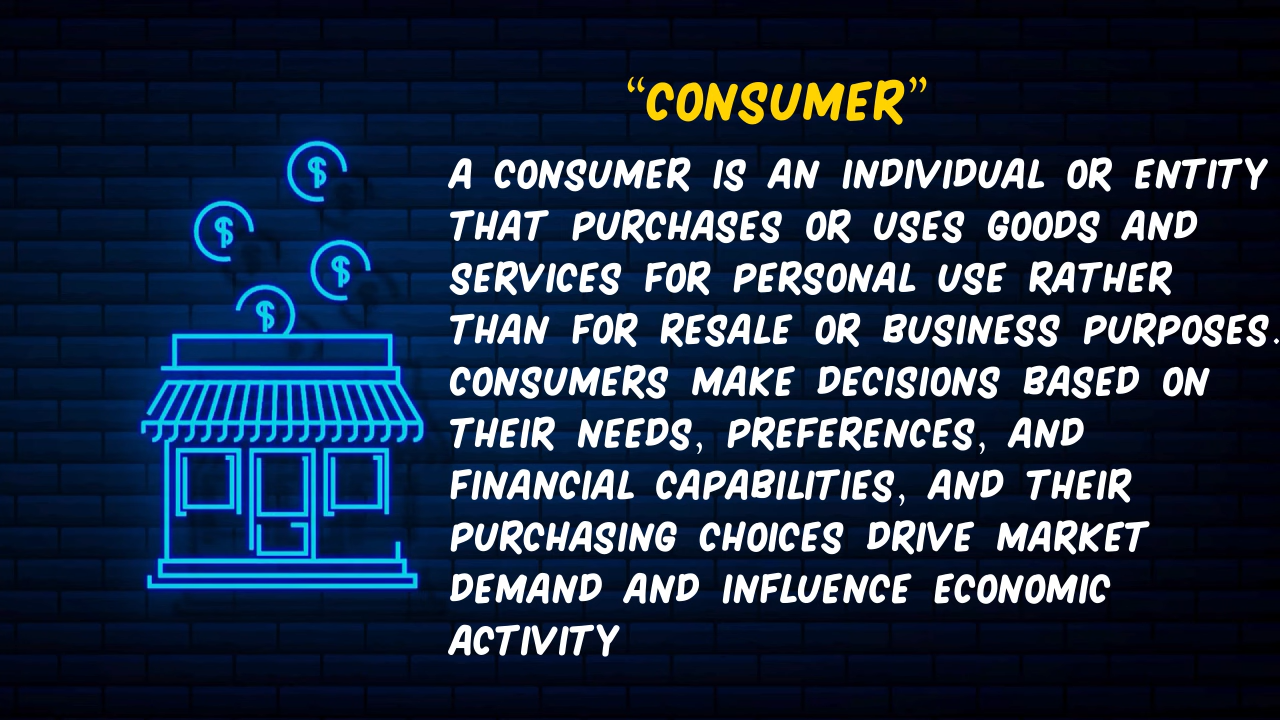 “CONSUMER”
A CONSUMER IS AN INDIVIDUAL OR ENTITY
THAT PURCHASES OR USES GOODS AND
SERVICES FOR PERSONAL USE RATHER
THAN FOR RESALE OR BUSINESS PURPOSES.
CONSUMERS MAKE DECISIONS BASED ON
THEIR NEEDS, PREFERENCES, AND
FINANCIAL CAPABILITIES, AND THEIR
PURCHASING CHOICES DRIVE MARKET
DEMAND AND INFLUENCE ECONOMIC
ACTIVITY